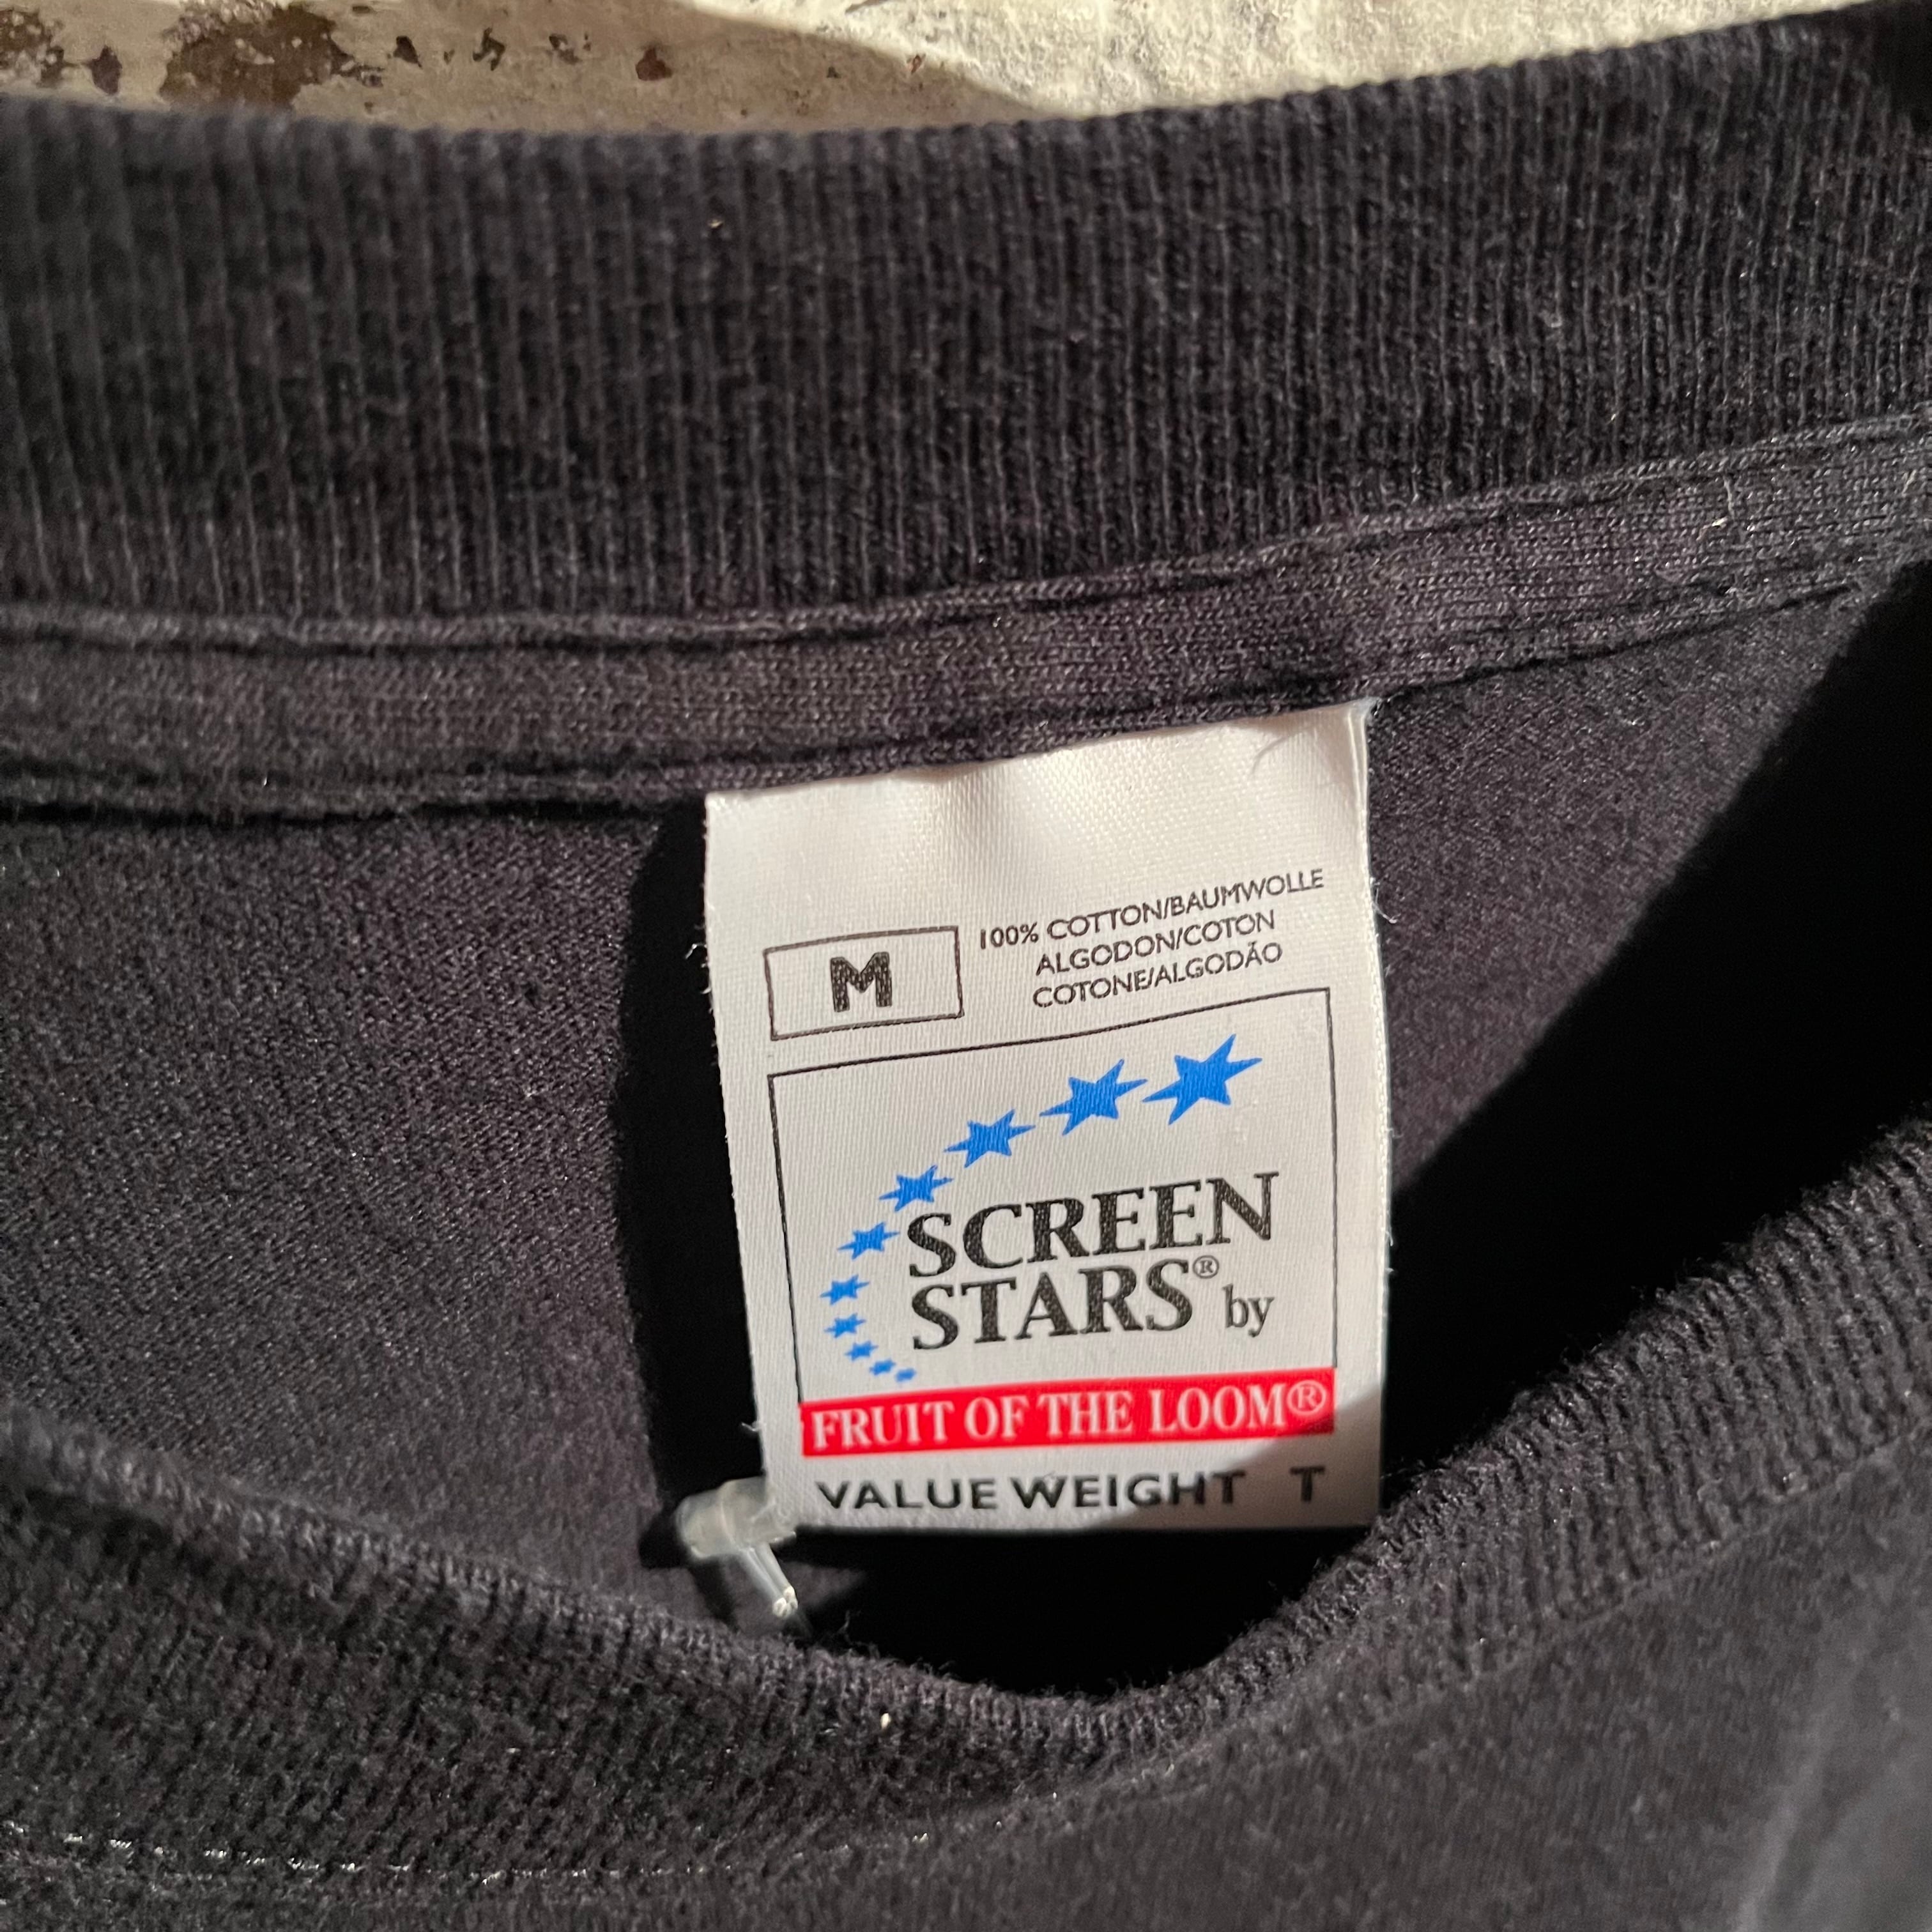 M
100% COTTON/BAUMWOLLE
ALGODON/COTON
COTONE/ALGODÃO
SCREEN
STARS® by
FRUIT OF THE LOOM®
VALUE WEIGHT T